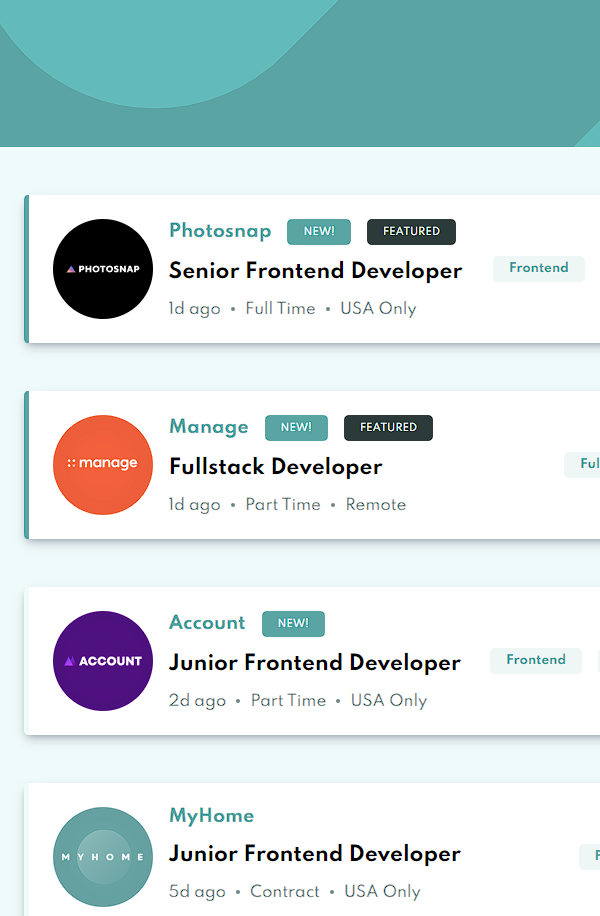 Photosnap NEW! FEATURED
PHOTOSNAP
Senior Frontend Developer
Frontend
1d ago • Full Time • USA Only
Manage NEW! FEATURED
:: manage
Fullstack Developer
Ful
1d ago • Part Time • Remote
Account NEW!
ACCOUNT
Junior Frontend Developer
Frontend
2d ago • Part Time • USA Only
MyHome
MYHOME
Junior Frontend Developer
5d ago • Contract • USA Only